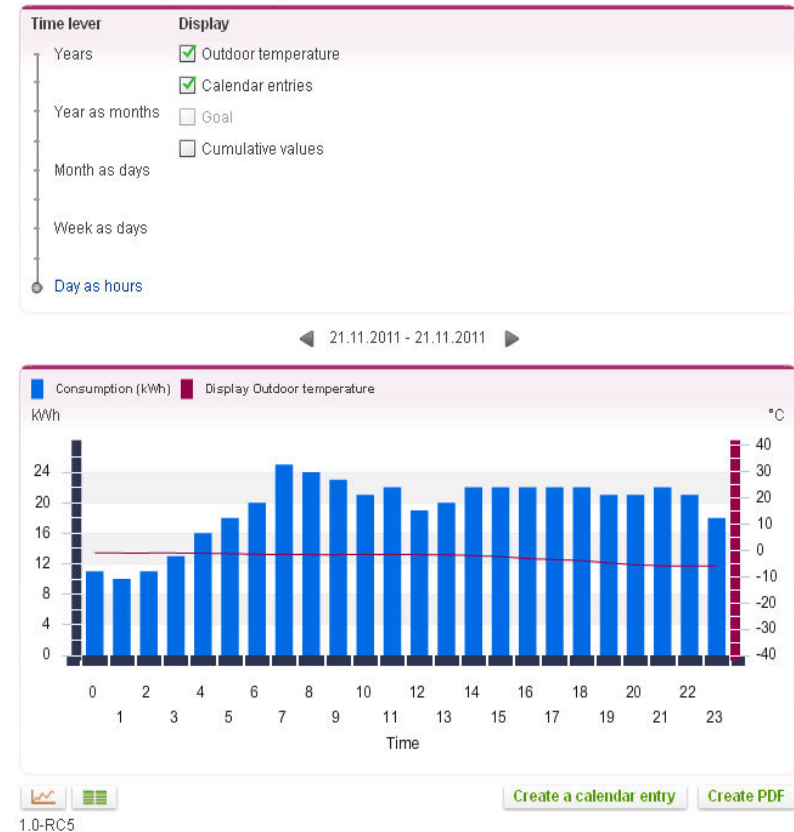 Time lever Display
Years Outdoor temperature
Calendar entries
Year as months Goal
Cumulative values
Month as days
Week as days
Day as hours
21.11.2011 - 21.11.2011
Consumption (kWh) Display Outdoor temperature
kWh °C
40
24 30
20 20
16 10
12 0
8 -10
-20
4 -30
0 -40
0 2 4 6 8 10 12 14 16 18 20 22
1 3 5 7 9 11 13 15 17 19 21 23
Time
Create a calendar entry Create PDF
1.0-RC5